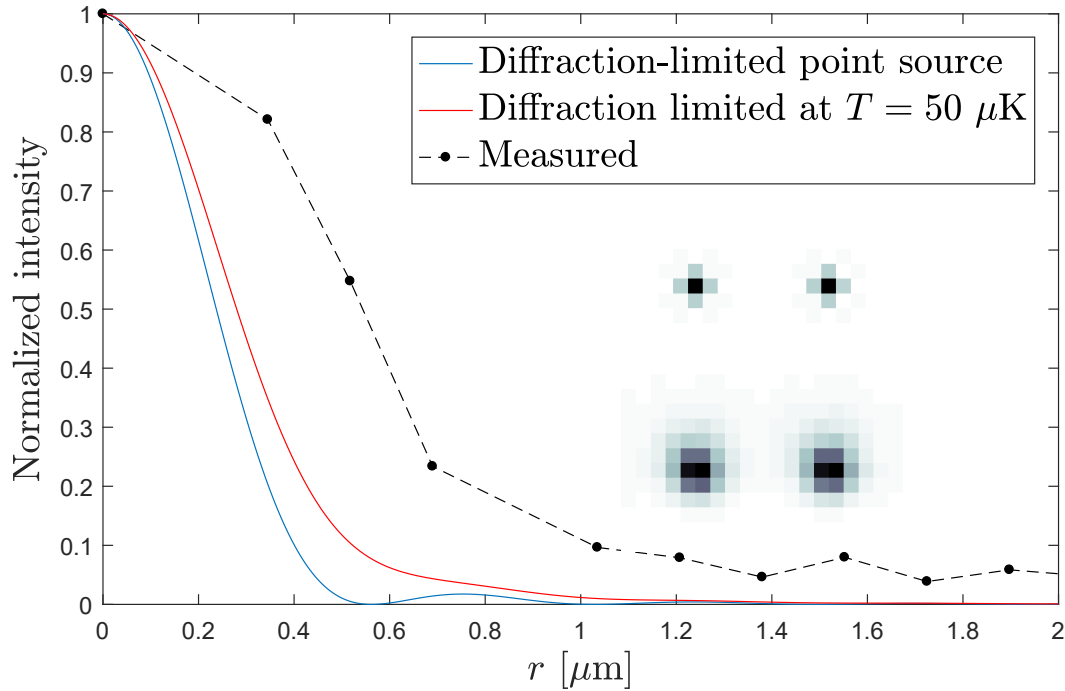 1
0.9
0.8
0.7
0.6
0.5
0.4
0.3
0.2
0.1
0
Normalized intensity
Diffraction-limited point source
Diffraction limited at T = 50 μK
Measured
0 0.2 0.4 0.6 0.8 1 1.2 1.4 1.6 1.8 2
r [μm]